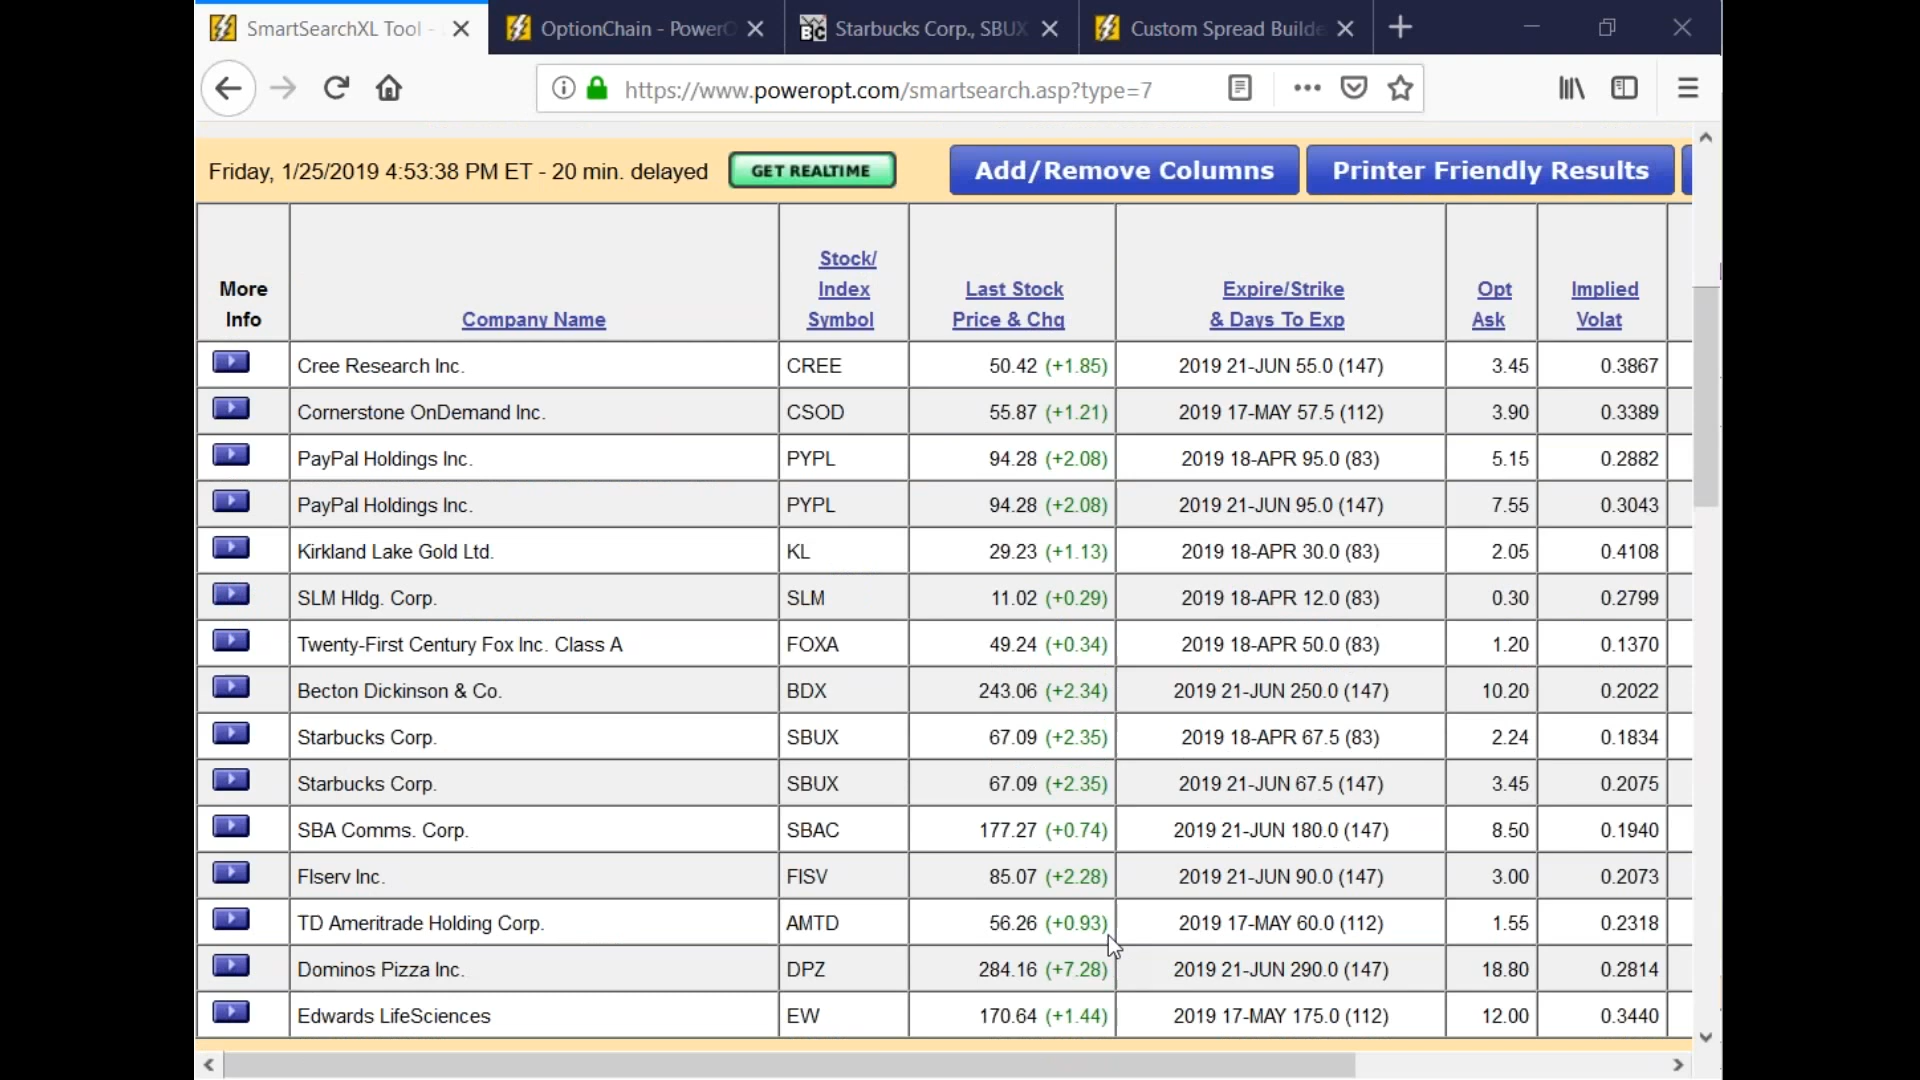 SmartSearchXL Tool -
OptionChain - PowerO
Starbucks Corp., SBUX
Custom Spread Builde
https://www.poweropt.com/smartsearch.asp?type=7
Friday, 1/25/2019 4:53:38 PM ET - 20 min. delayed
GET REALTIME
Add/Remove Columns
Printer Friendly Results
More Info
Company Name
Stock/ Index Symbol
Last Stock Price & Chg
Expire/Strike & Days To Exp
Opt Ask
Implied Volat
Cree Research Inc. CREE 50.42 (+1.85) 2019 21-JUN 55.0 (147) 3.45 0.3867
Cornerstone OnDemand Inc. CSOD 55.87 (+1.21) 2019 17-MAY 57.5 (112) 3.90 0.3389
PayPal Holdings Inc. PYPL 94.28 (+2.08) 2019 18-APR 95.0 (83) 5.15 0.2882
PayPal Holdings Inc. PYPL 94.28 (+2.08) 2019 21-JUN 95.0 (147) 7.55 0.3043
Kirkland Lake Gold Ltd. KL 29.23 (+1.13) 2019 18-APR 30.0 (83) 2.05 0.4108
SLM Hldg. Corp. SLM 11.02 (+0.29) 2019 18-APR 12.0 (83) 0.30 0.2799
Twenty-First Century Fox Inc. Class A FOXA 49.24 (+0.34) 2019 18-APR 50.0 (83) 1.20 0.1370
Becton Dickinson & Co. BDX 243.06 (+2.34) 2019 21-JUN 250.0 (147) 10.20 0.2022
Starbucks Corp. SBUX 67.09 (+2.35) 2019 18-APR 67.5 (83) 2.24 0.1834
Starbucks Corp. SBUX 67.09 (+2.35) 2019 21-JUN 67.5 (147) 3.45 0.2075
SBA Comms. Corp. SBAC 177.27 (+0.74) 2019 21-JUN 180.0 (147) 8.50 0.1940
FIserv Inc. FISV 85.07 (+2.28) 2019 21-JUN 90.0 (147) 3.00 0.2073
TD Ameritrade Holding Corp. AMTD 56.26 (+0.93) 2019 17-MAY 60.0 (112) 1.55 0.2318
Dominos Pizza Inc. DPZ 284.16 (+7.28) 2019 21-JUN 290.0 (147) 18.80 0.2814
Edwards LifeSciences EW 170.64 (+1.44) 2019 17-MAY 175.0 (112) 12.00 0.3440